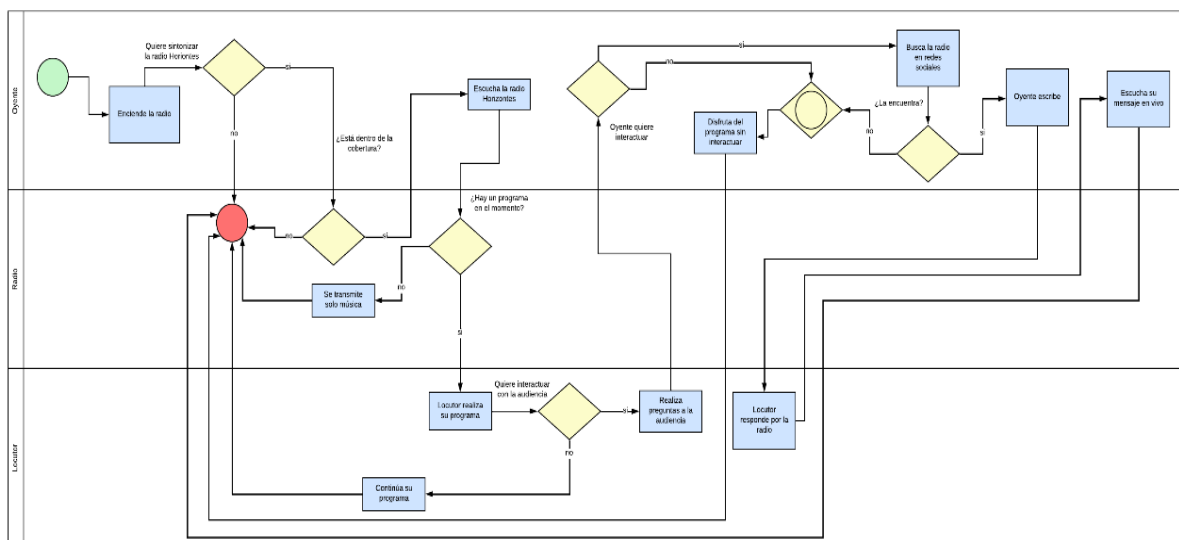 Oyente
Quiere sintonizar
la radio Horiontes
Enciende la radio
si
no
¿Está dentro de la
cobertura?
Escucha la radio
Horizontes
si
no
Oyente quiere
interactuar
Disfruta del
programa sin
interactuar
Busca la radio
en redes
sociales
¿La encuentra?
no
si
Oyente escribe
Escucha su
mensaje en vivo
Radio
no
si
¿Hay un programa
en el momento?
no
Se transmite
solo música
si
Locutor
Locutor realiza
su programa
Quiere interactuar
con la audiencia
si
no
Realiza
preguntas a la
audiencia
Locutor
responde por la
radio
Continúa su
programa